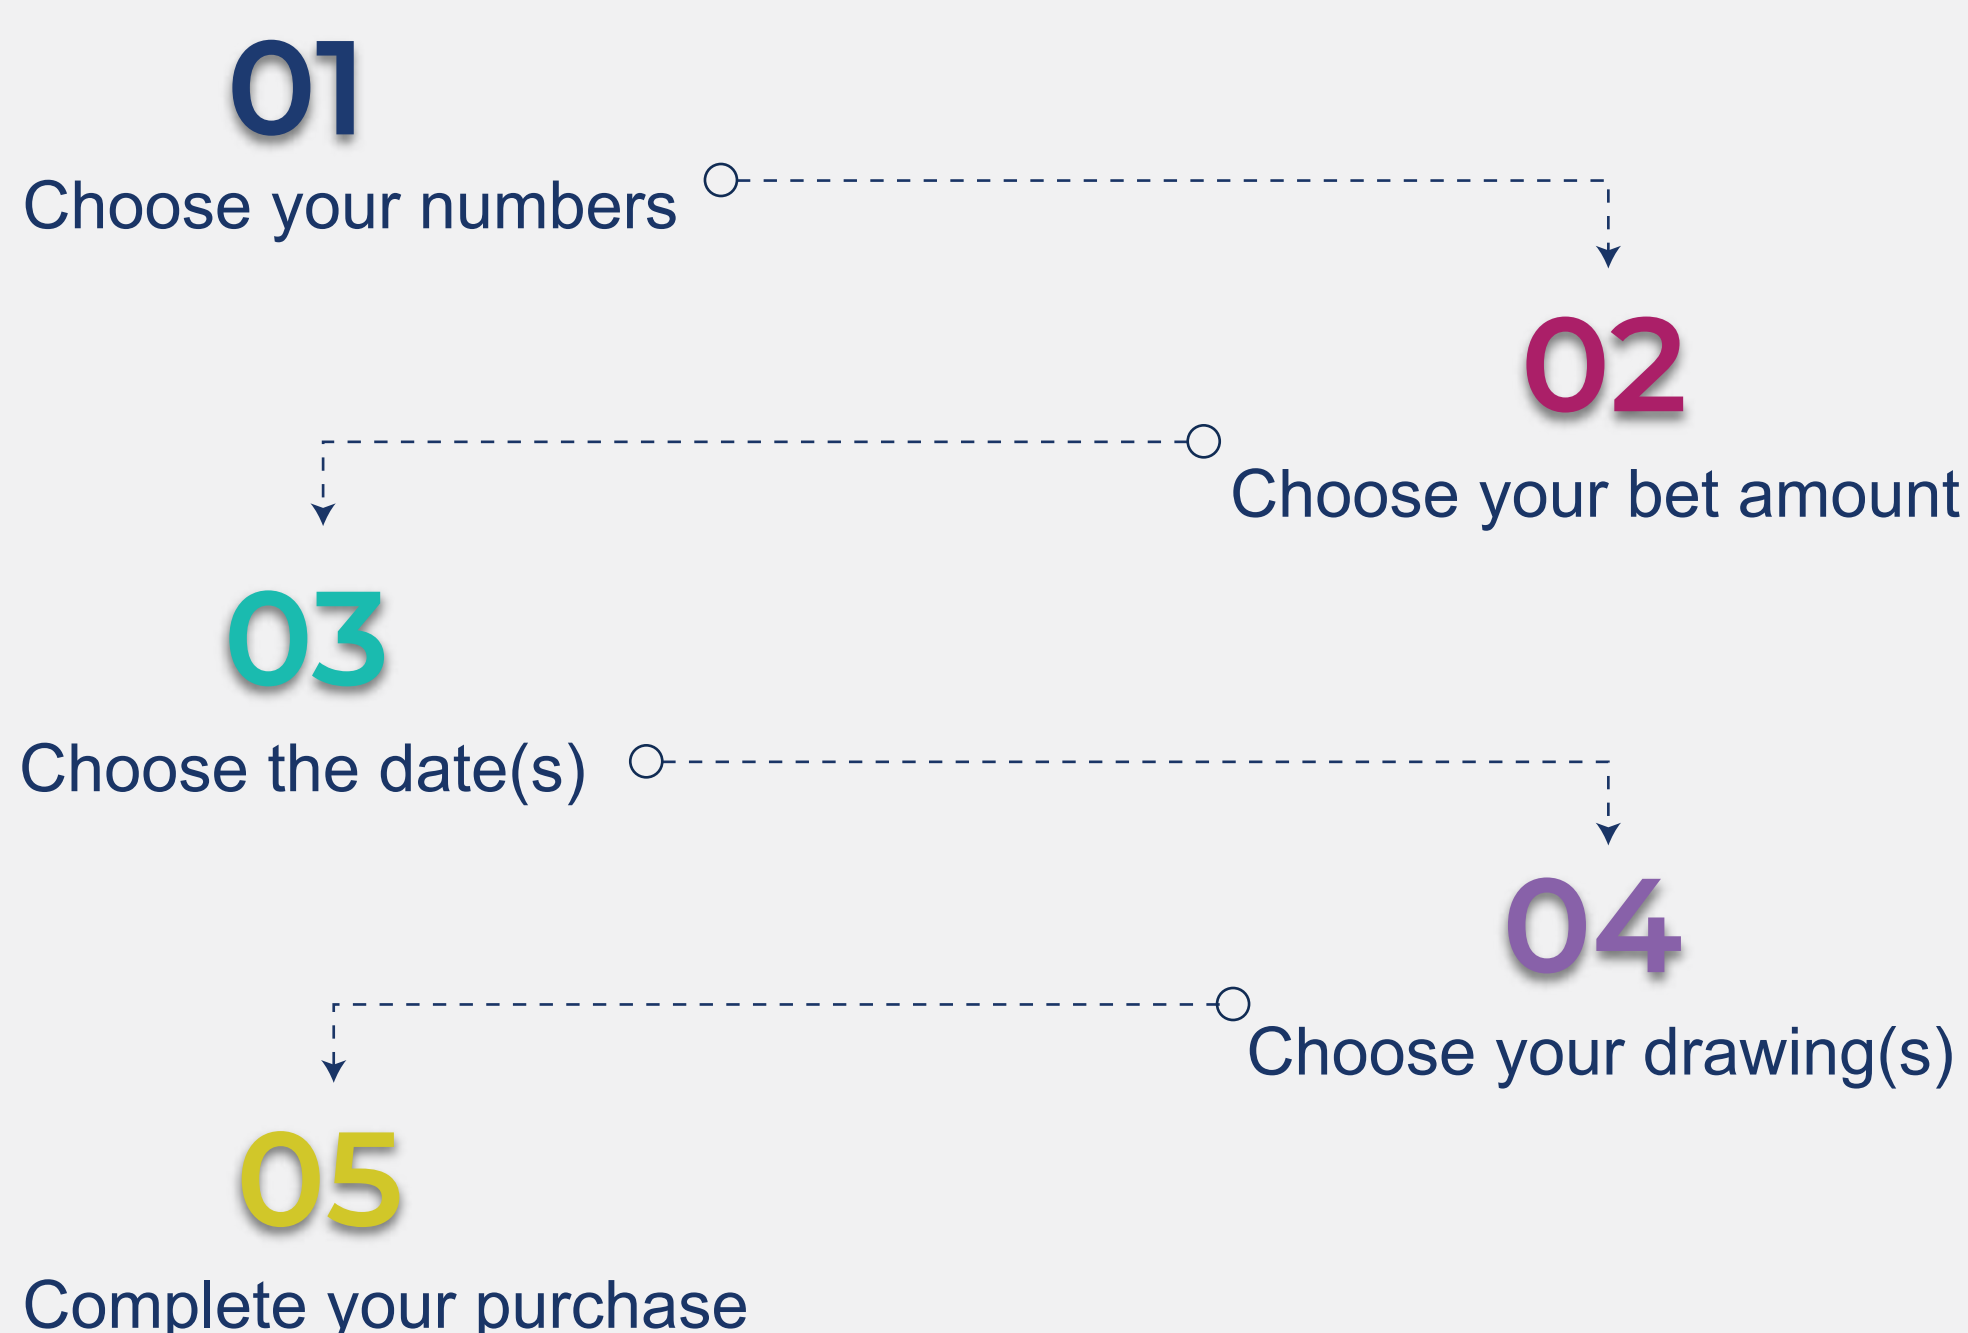 01
Choose your numbers
02
Choose your bet amount
03
Choose the date(s)
04
Choose your drawing(s)
05
Complete your purchase